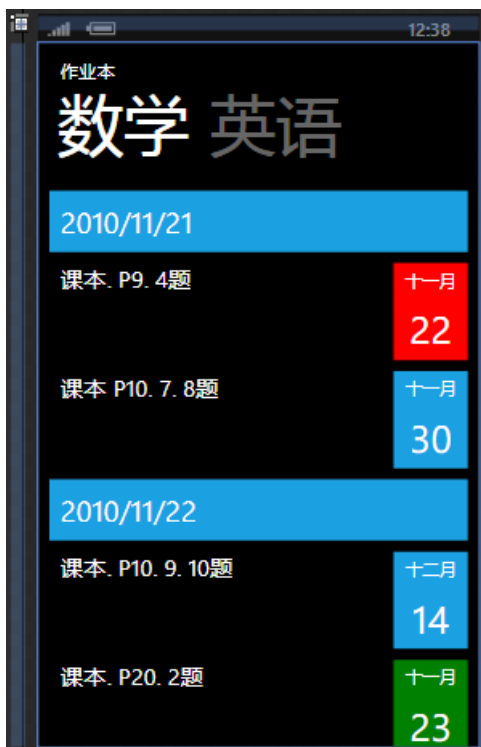 12:38
作业本
数学 英语
2010/11/21
课本. P9. 4题
十一月
22
课本 P10. 7. 8题
十一月
30
2010/11/22
课本. P10. 9. 10题
十二月
14
课本. P20. 2题
十一月
23